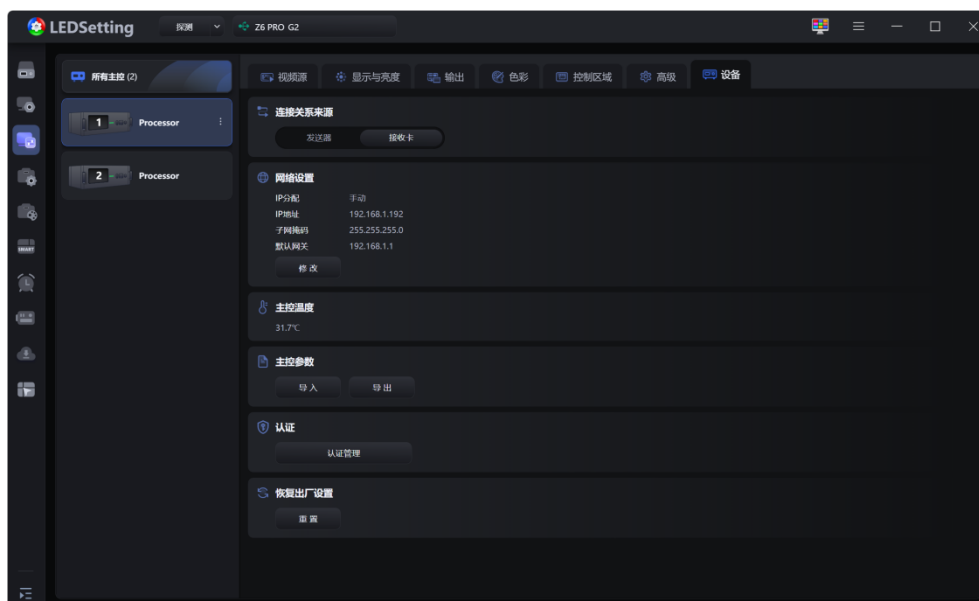 LEDSetting 探测 Z6 PRO G2
所有主控 (2)
1 Processor
2 Processor
SMART
视频源 显示与亮度 输出 色彩 控制区域 高级 设备
连接关系来源
发送器 接收卡
网络设置
IP分配 手动
IP地址 192.168.1.192
子网掩码 255.255.255.0
默认网关 192.168.1.1
修改
主控温度
31.7℃
主控参数
导入 导出
认证
认证管理
恢复出厂设置
重置